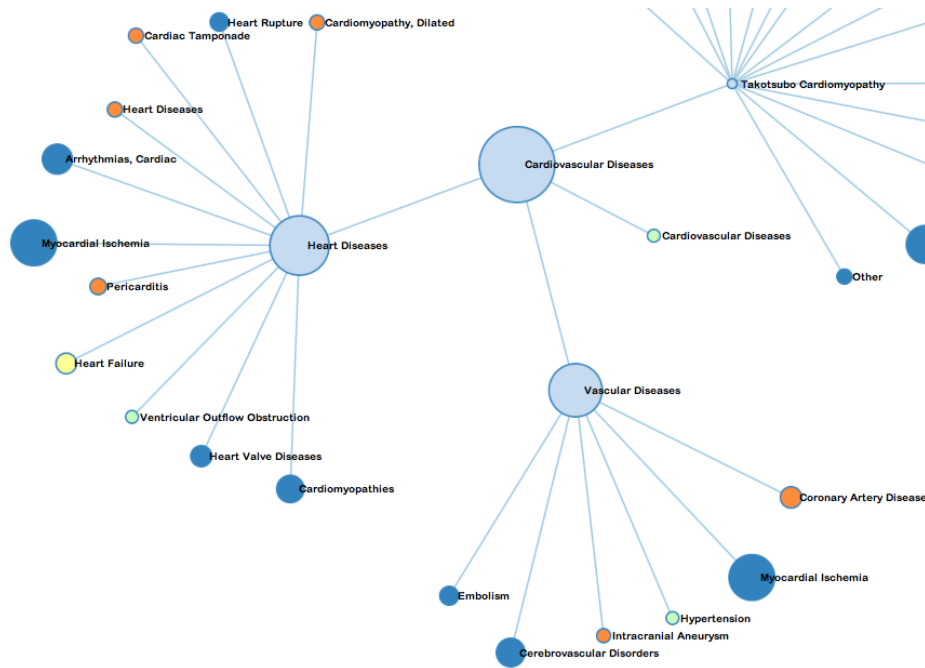 Heart Rupture
Cardiomyopathy, Dilated
Cardiac Tamponade
Takotsubo Cardiomyopathy
Heart Diseases
Arrhythmias, Cardiac
Cardiovascular Diseases
Cardiovascular Diseases
Myocardial Ischemia
Heart Diseases
Other
Pericarditis
Heart Failure
Vascular Diseases
Ventricular Outflow Obstruction
Heart Valve Diseases
Cardiomyopathies
Coronary Artery Disease
Myocardial Ischemia
Embolism
Hypertension
Intracranial Aneurysm
Cerebrovascular Disorders